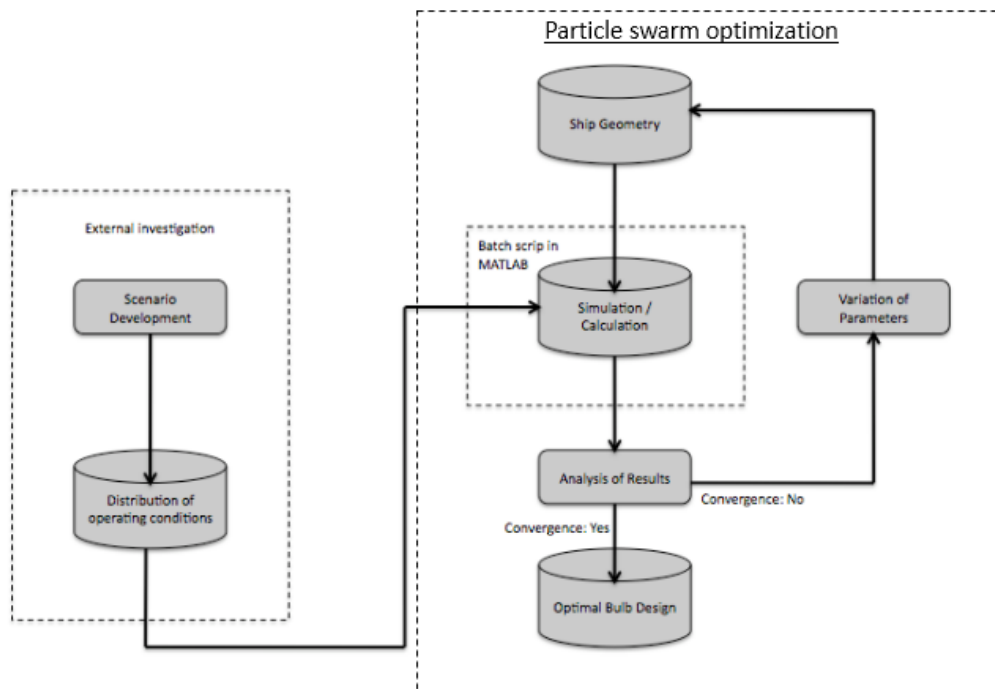 Particle swarm optimization
Ship Geometry
External investigation
Batch scrip in
MATLAB
Scenario
Development
Simulation /
Calculation
Variation of
Parameters
Analysis of Results
Convergence: No
Distribution of
operating conditions
Convergence: Yes
Optimal Bulb Design